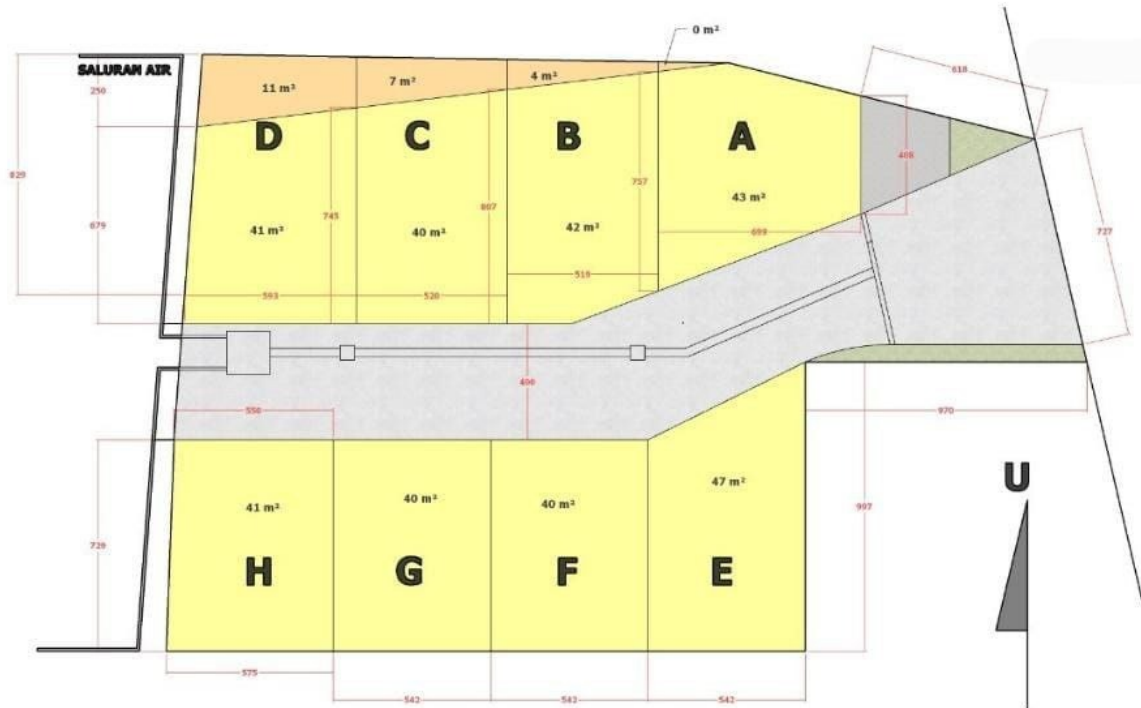 0 m²
SALURAN AIR
618
11 m²
7 m²
4 m²
250
D
C
B
A
408
829
745
807
757
43 m²
679
41 m²
40 m²
42 m²
699
727
518
593
520
400
550
970
47 m²
U
41 m²
40 m²
40 m²
997
729
H
G
F
E
575
542
542
542